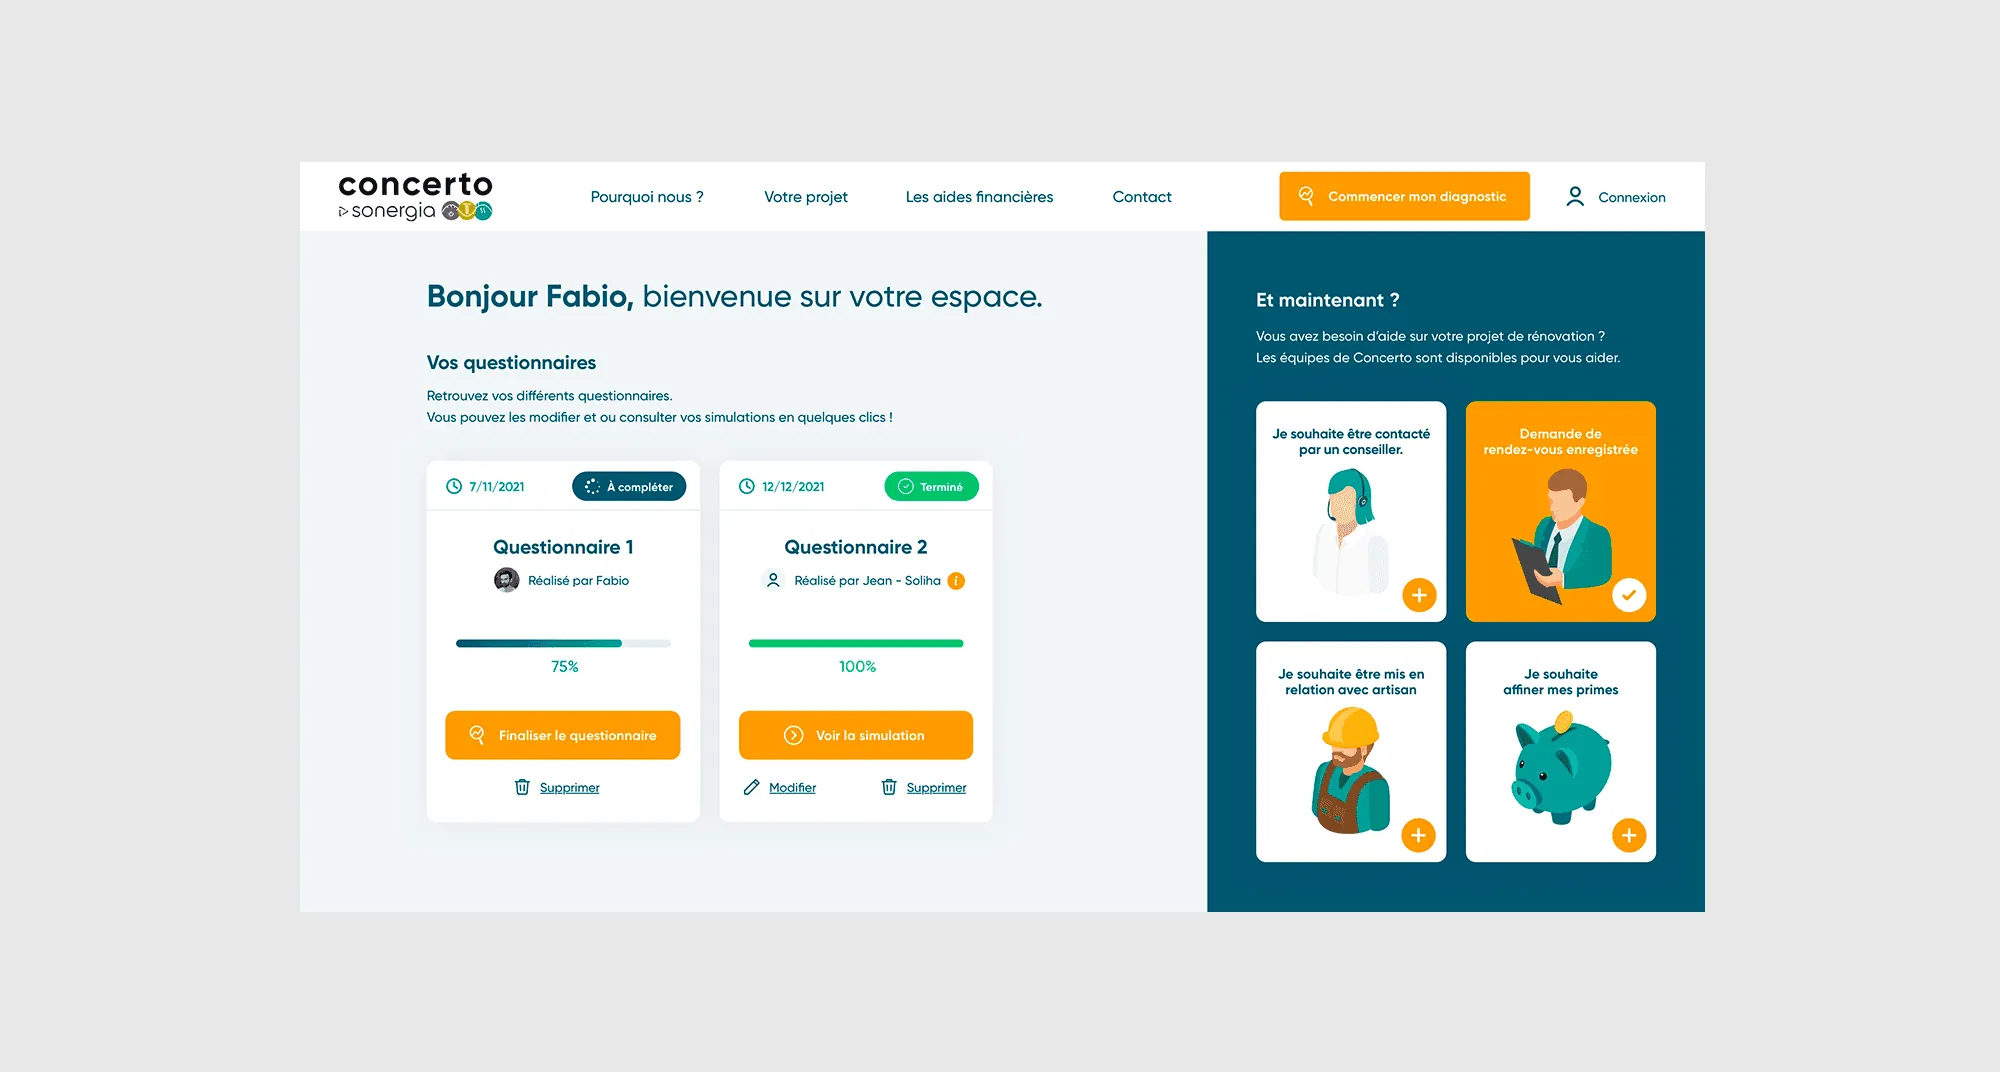 concerto
sonergia
Pourquoi nous ?
Votre projet
Les aides financières
Contact
Commencer mon diagnostic
Connexion
Bonjour Fabio, bienvenue sur votre espace.
Vos questionnaires
Retrouvez vos différents questionnaires.
Vous pouvez les modifier et ou consulter vos simulations en quelques clics !
7/11/2021
À compléter
Questionnaire 1
Réalisé par Fabio
75%
Finaliser le questionnaire
Supprimer
12/12/2021
Terminé
Questionnaire 2
Réalisé par Jean - Soliha
i
100%
Voir la simulation
Modifier
Supprimer
Et maintenant ?
Vous avez besoin d’aide sur votre projet de rénovation ?
Les équipes de Concerto sont disponibles pour vous aider.
Je souhaite être contacté
par un conseiller.
Demande de
rendez-vous enregistrée
Je souhaite être mis en
relation avec artisan
Je souhaite
affiner mes primes